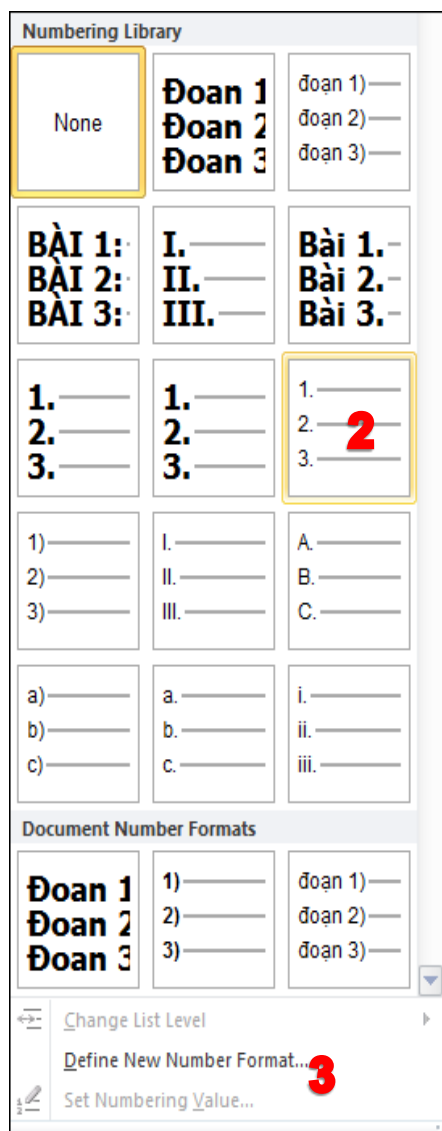 Numbering Library
None
Đoan 1
Đoan 2
Đoan 3
đoạn 1)
đoạn 2)
đoạn 3)
BÀI 1:
BÀI 2:
BÀI 3:
I.
II.
III.
Bài 1.
Bài 2.
Bài 3.
1.
2.
3.
1.
2.
3.
1.
2.
3.
2
1)
2)
3)
I.
II.
III.
A.
B.
C.
a)
b)
c)
a.
b.
c.
i.
ii.
iii.
Document Number Formats
Đoan 1
Đoan 2
Đoan 3
1)
2)
3)
đoạn 1)
đoạn 2)
đoạn 3)
Change List Level
Define New Number Format...
3
Set Numbering Value...